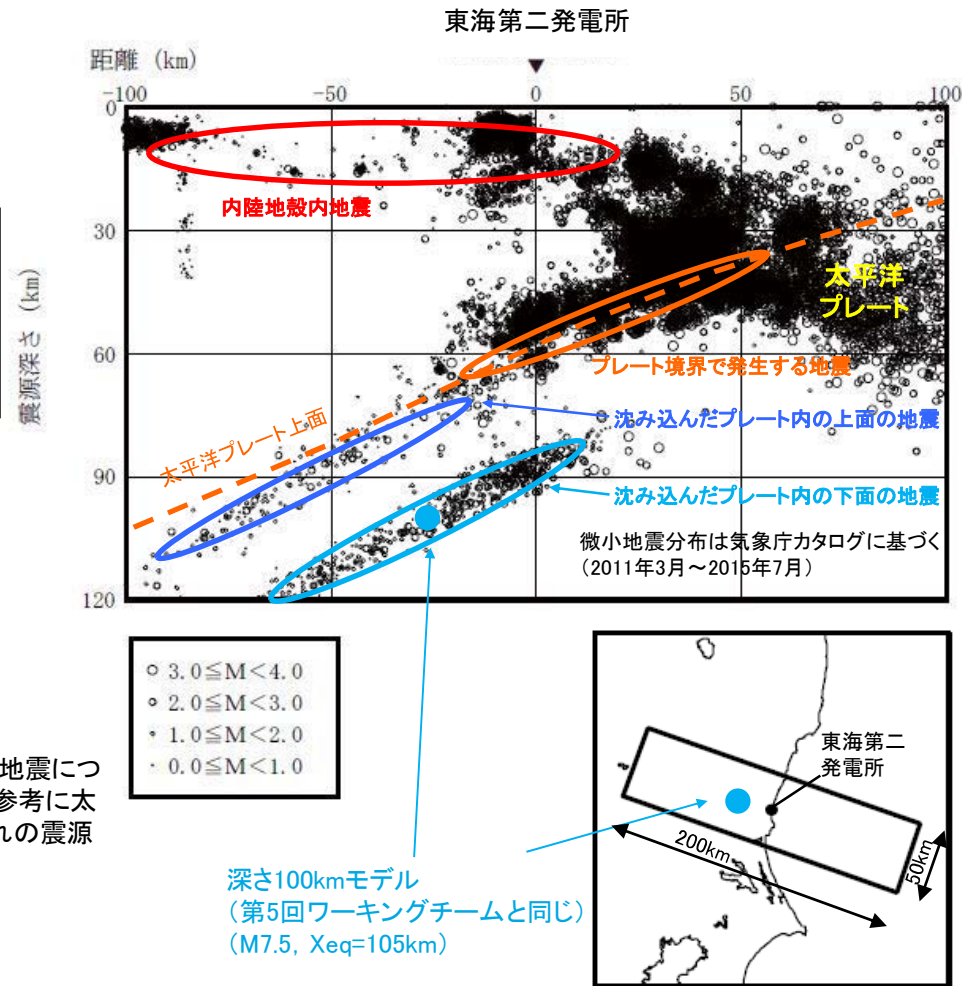 東海第二発電所
距離 (km)
-100
-50
0
50
100
0
30
60
90
120
震源深さ (km)
内陸地殻内地震
太平洋
プレート
プレート境界で発生する地震
太平洋プレート上面
沈み込んだプレート内の上面の地震
沈み込んだプレート内の下面の地震
微小地震分布は気象庁カタログに基づく
(2011年3月～2015年7月)
3.0≦M<4.0
2.0≦M<3.0
1.0≦M<2.0
0.0≦M<1.0
地震につ
参考に太
れの震源
深さ100kmモデル
(第5回ワーキングチームと同じ)
(M7.5, Xeq=105km)
東海第二
発電所
200km
50km